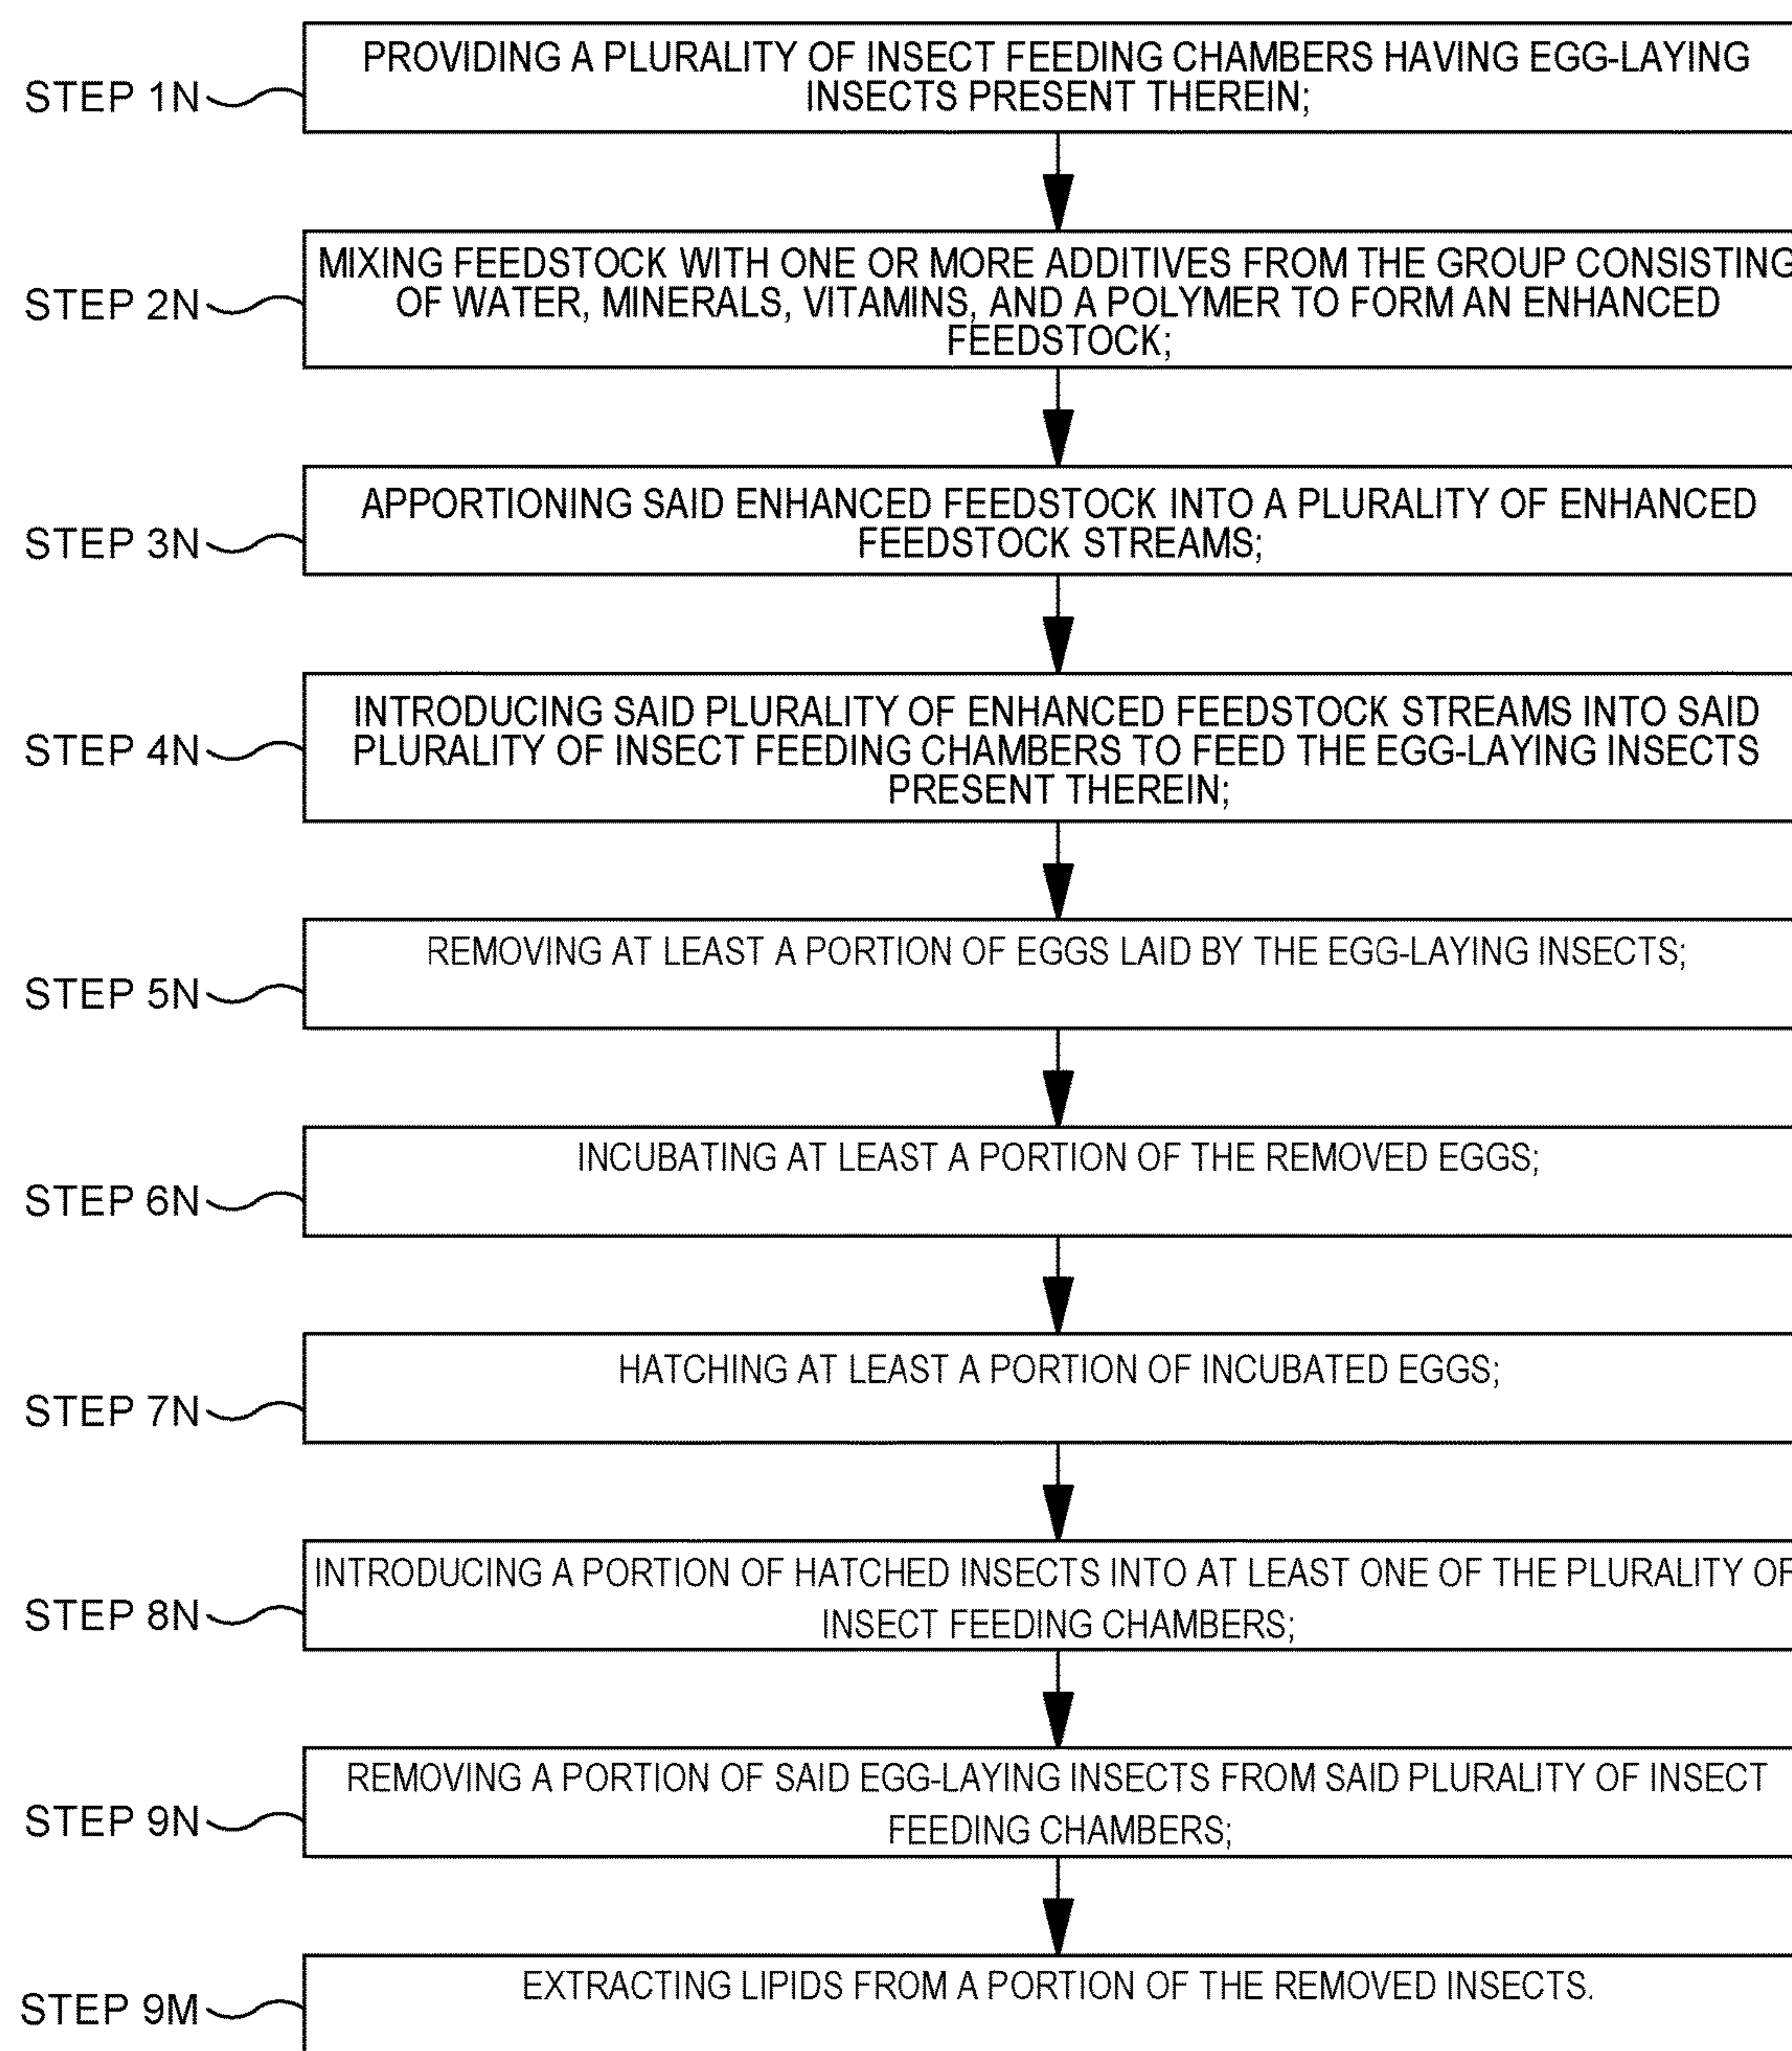 STEP 1N
PROVIDING A PLURALITY OF INSECT FEEDING CHAMBERS HAVING EGG-LAYING
INSECTS PRESENT THEREIN;
STEP 2N
MIXING FEEDSTOCK WITH ONE OR MORE ADDITIVES FROM THE GROUP CONSISTING
OF WATER, MINERALS, VITAMINS, AND A POLYMER TO FORM AN ENHANCED
FEEDSTOCK;
STEP 3N
APPORTIONING SAID ENHANCED FEEDSTOCK INTO A PLURALITY OF ENHANCED
FEEDSTOCK STREAMS;
STEP 4N
INTRODUCING SAID PLURALITY OF ENHANCED FEEDSTOCK STREAMS INTO SAID
PLURALITY OF INSECT FEEDING CHAMBERS TO FEED THE EGG-LAYING INSECTS
PRESENT THEREIN;
STEP 5N
REMOVING AT LEAST A PORTION OF EGGS LAID BY THE EGG-LAYING INSECTS;
STEP 6N
INCUBATING AT LEAST A PORTION OF THE REMOVED EGGS;
STEP 7N
HATCHING AT LEAST A PORTION OF INCUBATED EGGS;
STEP 8N
INTRODUCING A PORTION OF HATCHED INSECTS INTO AT LEAST ONE OF THE PLURALITY OF
INSECT FEEDING CHAMBERS;
STEP 9N
REMOVING A PORTION OF SAID EGG-LAYING INSECTS FROM SAID PLURALITY OF INSECT
FEEDING CHAMBERS;
STEP 9M
EXTRACTING LIPIDS FROM A PORTION OF THE REMOVED INSECTS.